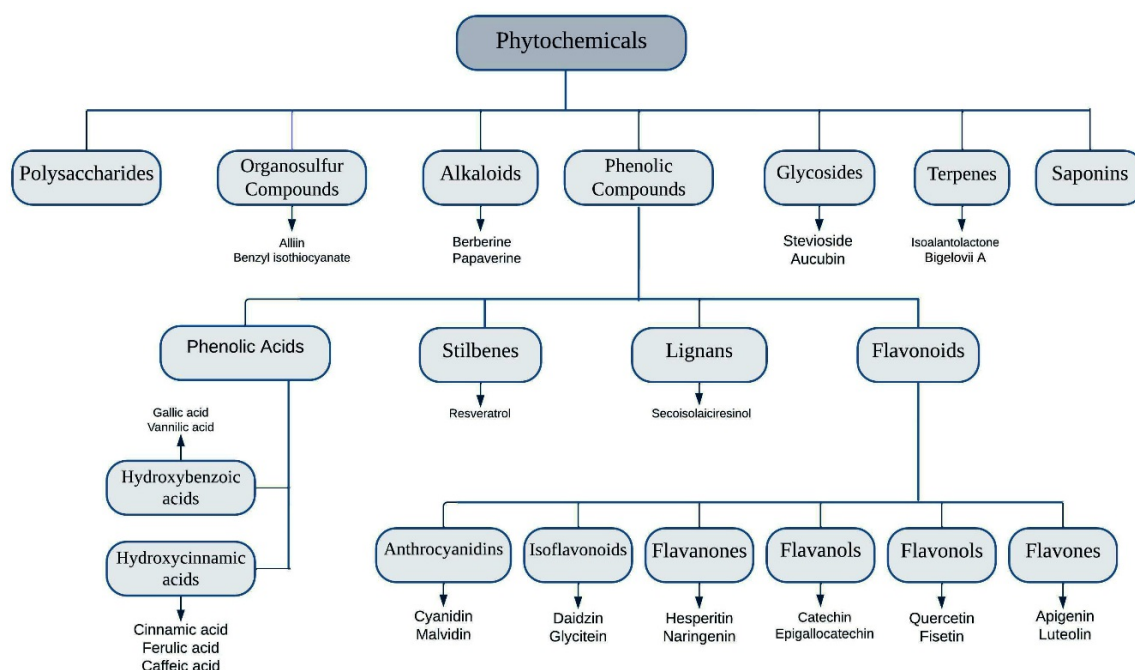 Phytochemicals
Polysaccharides
Organosulfur
Compounds
Alkaloids
Phenolic
Compounds
Glycosides
Terpenes
Saponins
Alliin
Benzyl isothiocyanate
Berberine
Papaverine
Stevioside
Aucubin
Isoalantolactone
Bigelovii A
Phenolic Acids
Stilbenes
Lignans
Flavonoids
Resveratrol
Secoisolaiciresinol
Gallic acid
Vannilic acid
Hydroxybenzoic
acids
Hydroxycinnamic
acids
Cinnamic acid
Ferulic acid
Caffeic acid
Anthrocyanidins
Isoflavonoids
Flavanones
Flavanols
Flavonols
Flavones
Cyanidin
Malvidin
Daidzin
Glycitein
Hesperitin
Naringenin
Catechin
Epigallocatechin
Quercetin
Fisetin
Apigenin
Luteolin